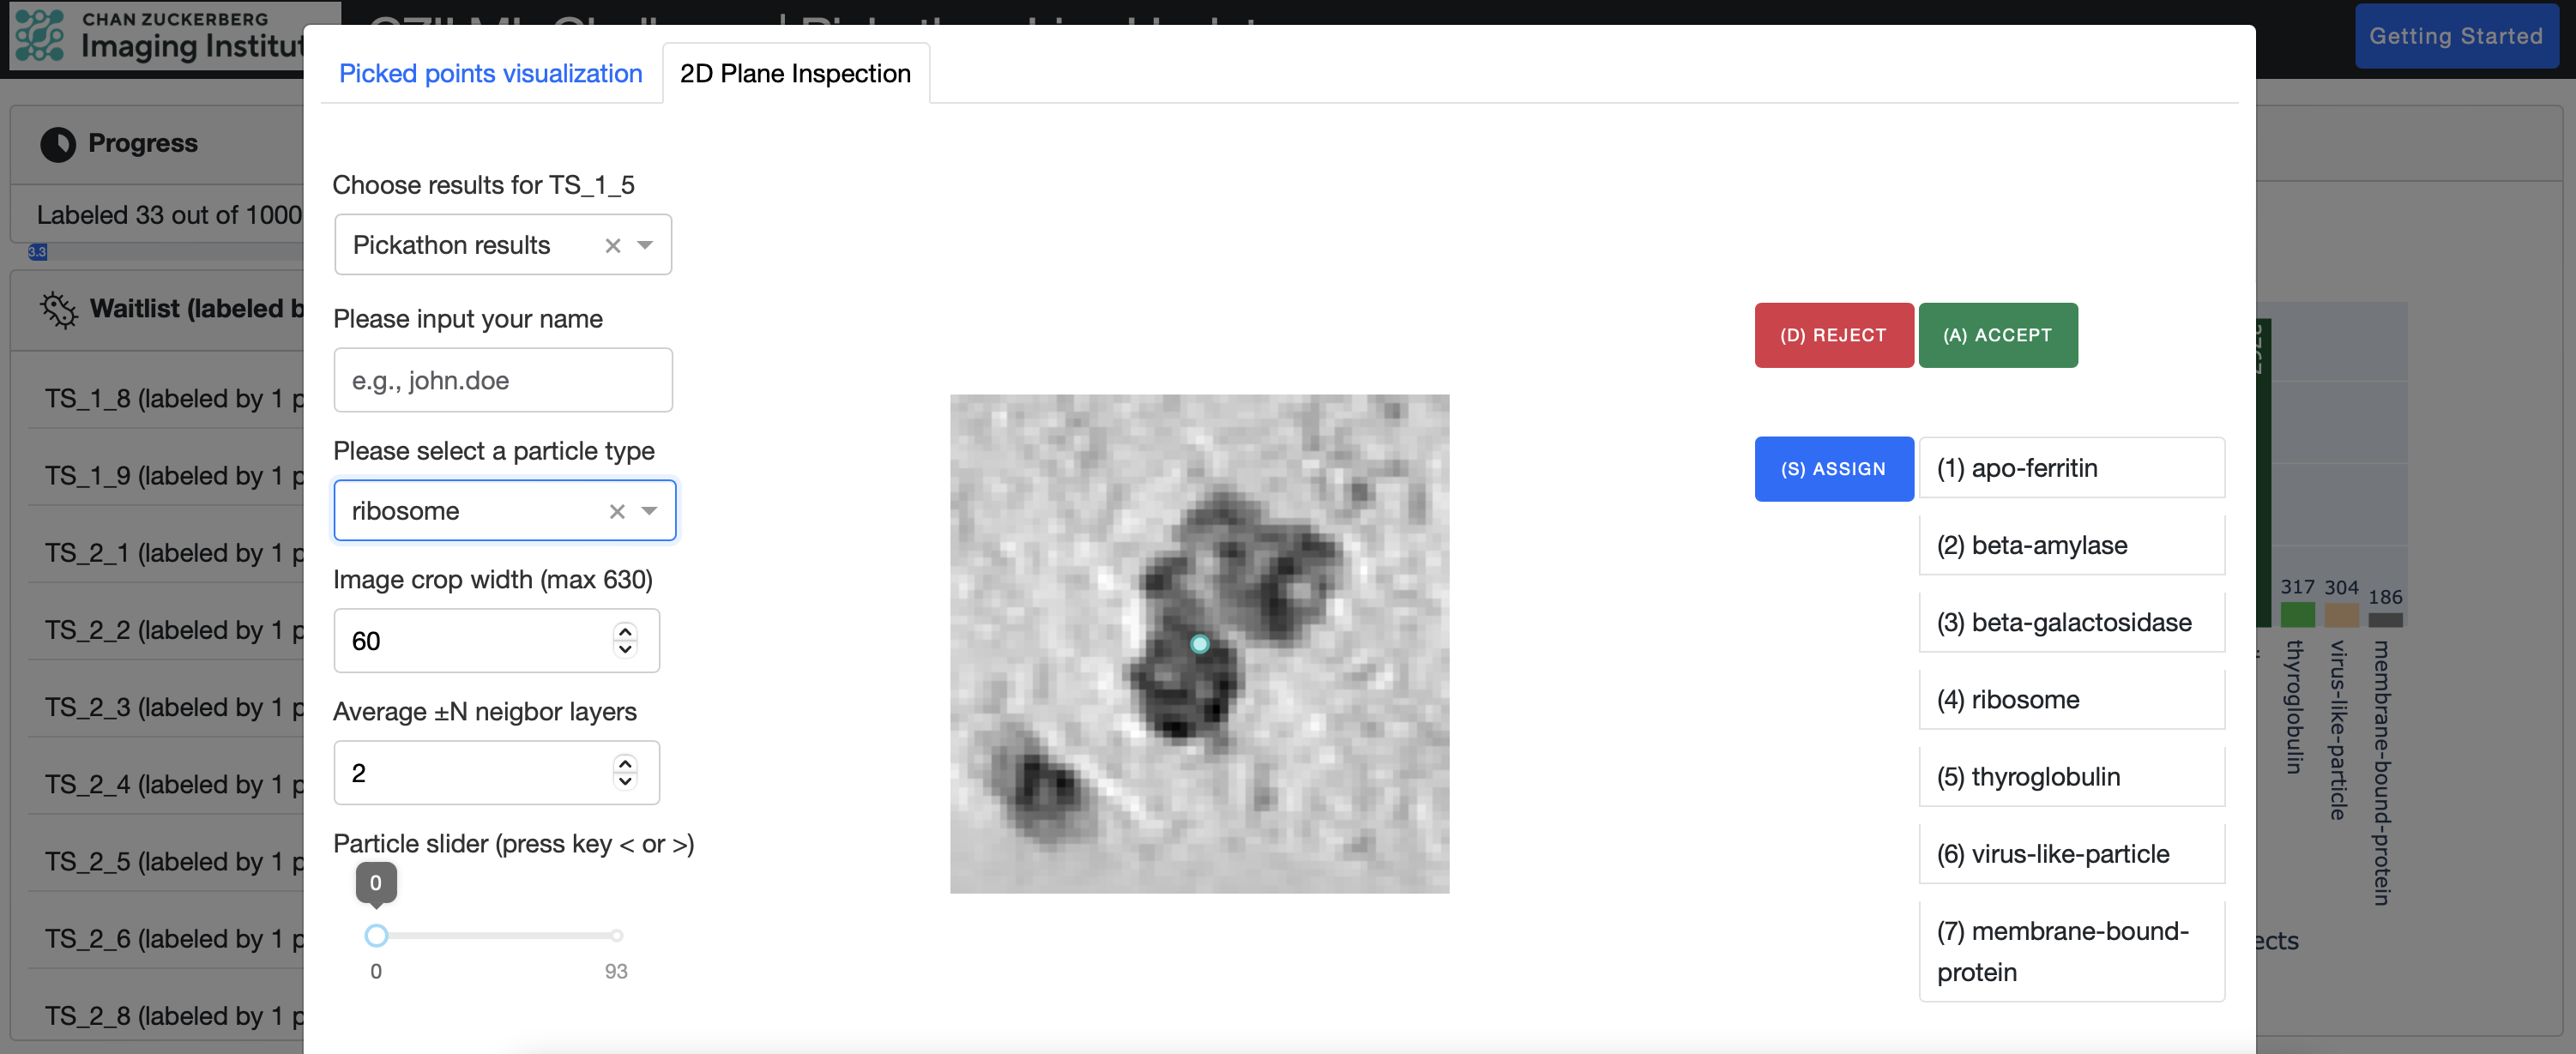 CHAN ZUCKERBERG
Imaging Institut
Getting Started
Picked points visualization
2D Plane Inspection
Progress
Labeled 33 out of 1000
3.3
Waitlist (labeled b
TS_1_8 (labeled by 1 p
TS_1_9 (labeled by 1 p
TS_2_1 (labeled by 1 p
TS_2_2 (labeled by 1 p
TS_2_3 (labeled by 1 p
TS_2_4 (labeled by 1 p
TS_2_5 (labeled by 1 p
TS_2_6 (labeled by 1 p
TS_2_8 (labeled by 1 p
Choose results for TS_1_5
Pickathon results
Please input your name
e.g., john.doe
Please select a particle type
ribosome
Image crop width (max 630)
60
Average ±N neigbor layers
2
Particle slider (press key < or >)
0
0
93
(D) REJECT
(A) ACCEPT
(S) ASSIGN
(1) apo-ferritin
(2) beta-amylase
(3) beta-galactosidase
(4) ribosome
(5) thyroglobulin
(6) virus-like-particle
(7) membrane-bound-
protein
317
304
186
thyroglobulin
virus-like-particle
membrane-bound-protein
ects